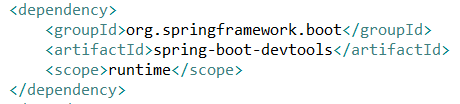 <dependency>
    <groupId>org.springframework.boot</groupId>
    <artifactId>spring-boot-devtools</artifactId>
    <scope>runtime</scope>
</dependency>